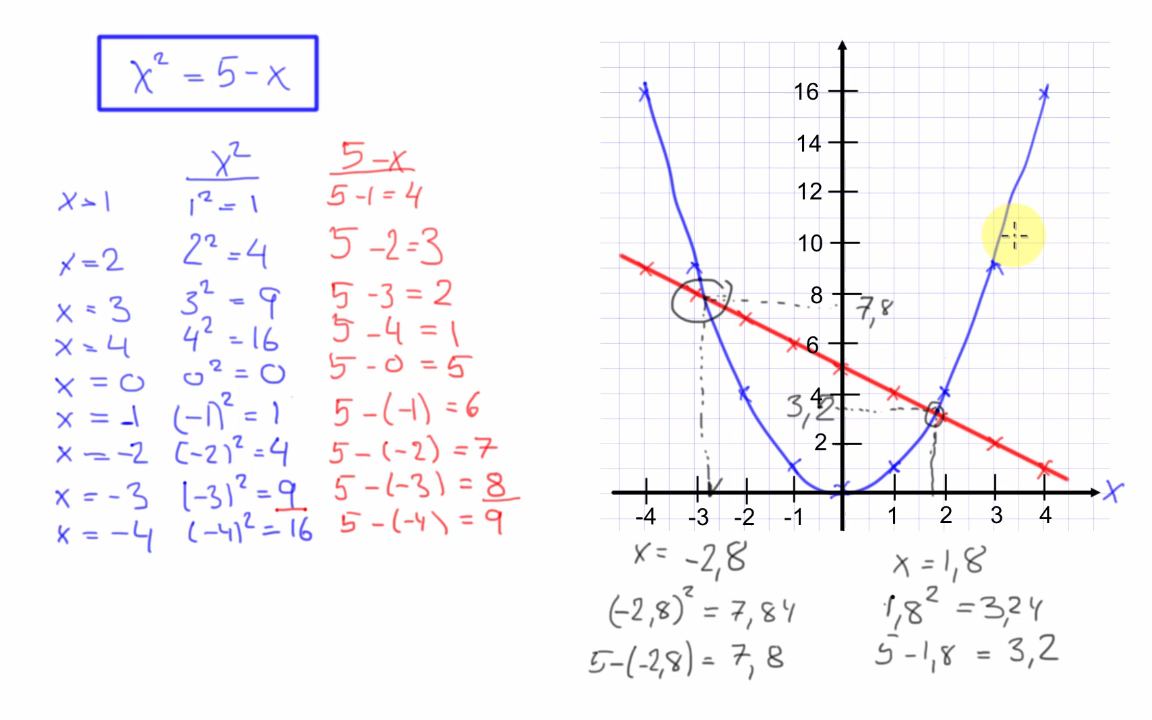 x² = 5 - x
x² 5 - x
x = 1 1² = 1 5 - 1 = 4
x = 2 2² = 4 5 - 2 = 3
x = 3 3² = 9 5 - 3 = 2
x = 4 4² = 16 5 - 4 = 1
x = 0 0² = 0 5 - 0 = 5
x = -1 (-1)² = 1 5 - (-1) = 6
x = -2 (-2)² = 4 5 - (-2) = 7
x = -3 (-3)² = 9 5 - (-3) = 8
x = -4 (-4)² = 16 5 - (-4) = 9
16
14
12
10
8
7,8
6
4
3,2
2
x
-4 -3 -2 -1 1 2 3 4
x = -2,8
(-2,8)² = 7,84
5 - (-2,8) = 7,8
x = 1,8
1,8² = 3,24
5 - 1,8 = 3,2